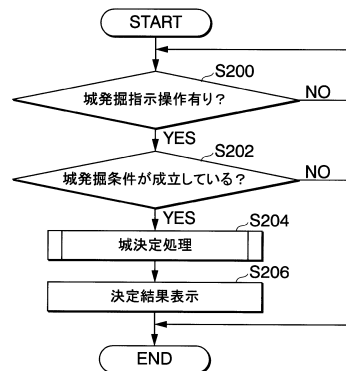 START
S200
城発掘指示操作有り？
NO
YES
S202
城発掘条件が成立している？
NO
YES
S204
城決定処理
S206
決定結果表示
END